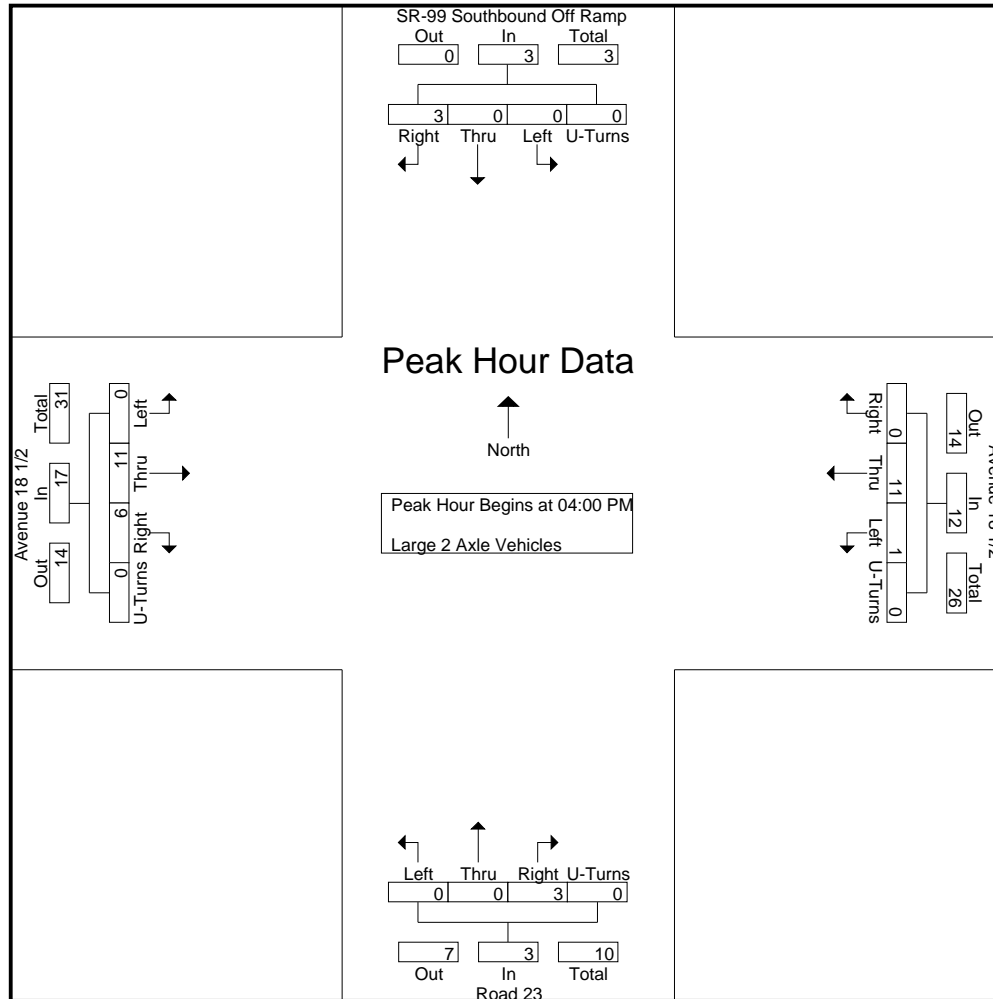 SR-99 Southbound Off Ramp
Out In Total
0 3 3
3 0 0 0
Right Thru Left U-Turns
Peak Hour Data
North
Peak Hour Begins at 04:00 PM
Large 2 Axle Vehicles
Avenue 18 1/2
Total In Out
31 17 14
0 11 6 0
Left Thru Right U-Turns
Right Thru Left U-Turns
0 11 1 0
14 12 26
Out In Total
Avenue 18 1/2
Left Thru Right U-Turns
0 0 3 0
7 3 10
Out In Total
Road 23